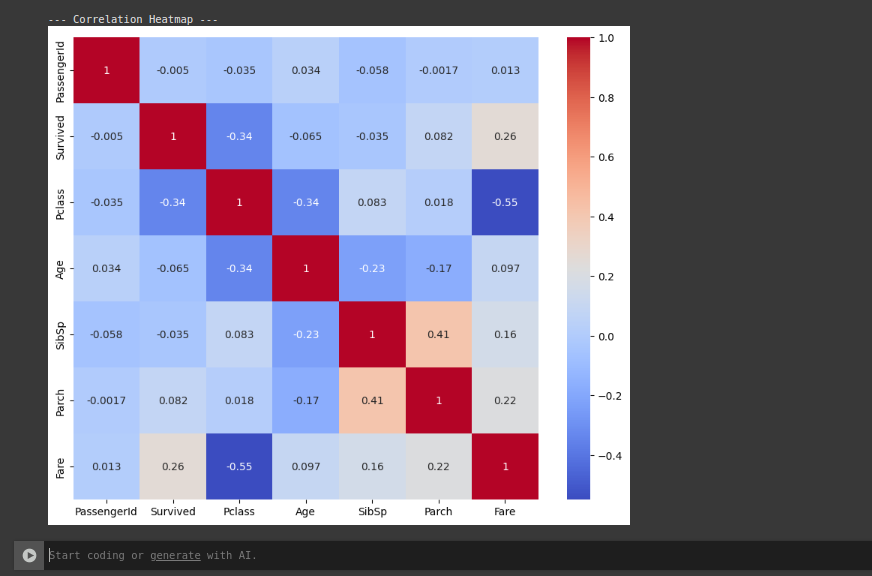 --- Correlation Heatmap ---
PassengerId 1 -0.005 -0.035 0.034 -0.058 -0.0017 0.013
Survived -0.005 1 -0.34 -0.065 -0.035 0.082 0.26
Pclass -0.035 -0.34 1 -0.34 0.083 0.018 -0.55
Age 0.034 -0.065 -0.34 1 -0.23 -0.17 0.097
SibSp -0.058 -0.035 0.083 -0.23 1 0.41 0.16
Parch -0.0017 0.082 0.018 -0.17 0.41 1 0.22
Fare 0.013 0.26 -0.55 0.097 0.16 0.22 1
PassengerId Survived Pclass Age SibSp Parch Fare
1.0
0.8
0.6
0.4
0.2
0.0
−0.2
−0.4
Start coding or generate with AI.